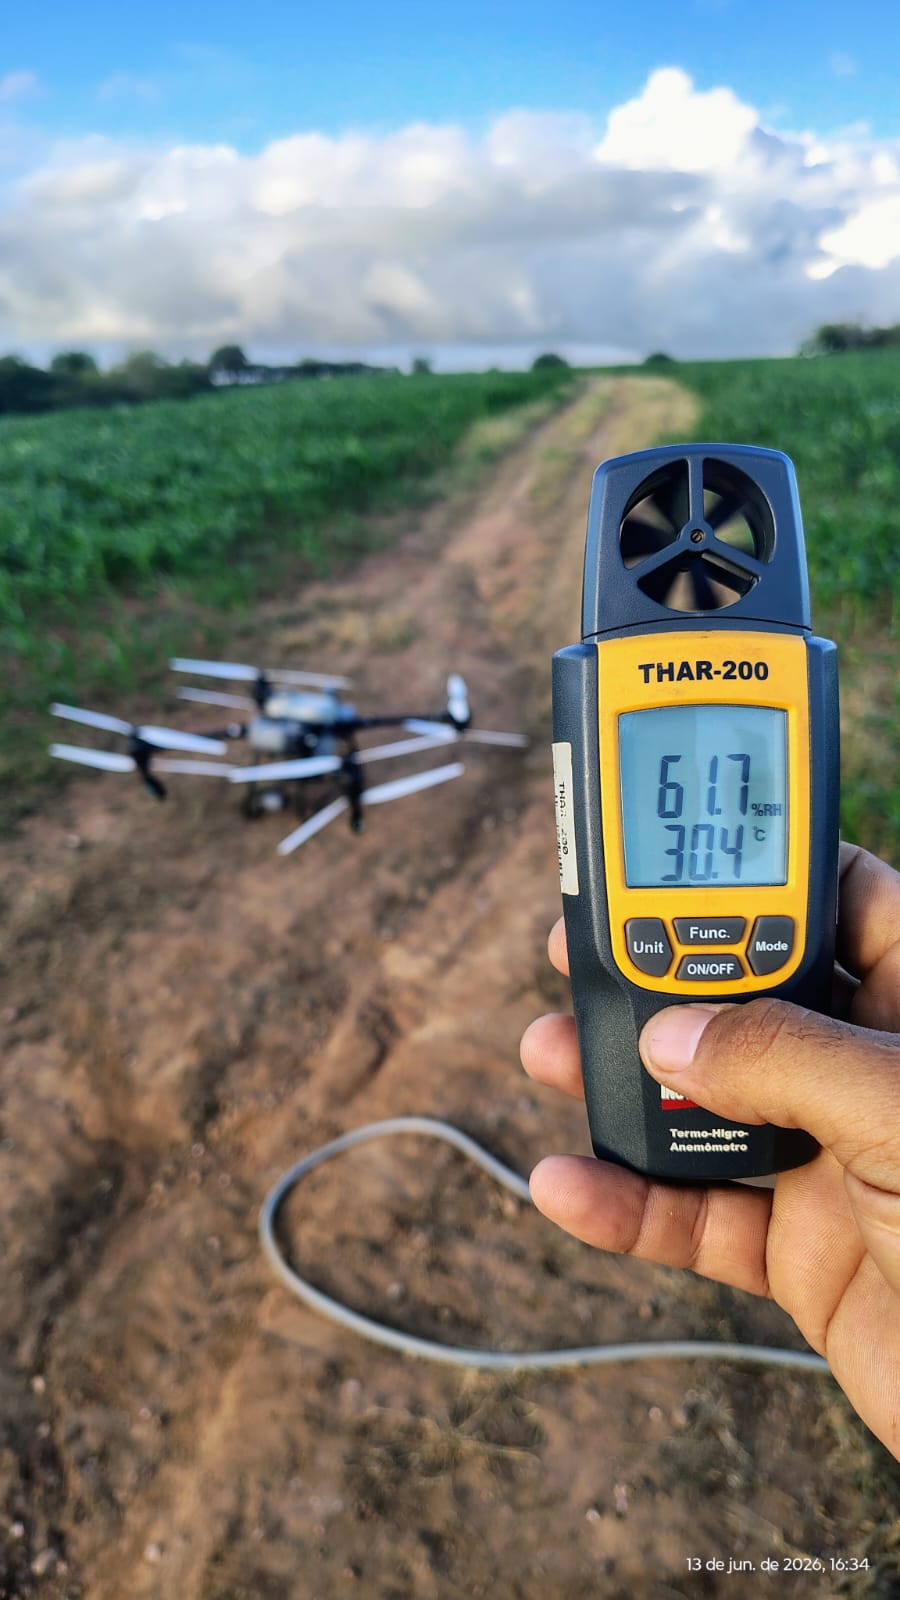 THAR-200
61.7 %RH
30.4 °C
Unit
Func.
Mode
ON/OFF
Termo-Higro-
Anemômetro
13 de jun. de 2026, 16:34